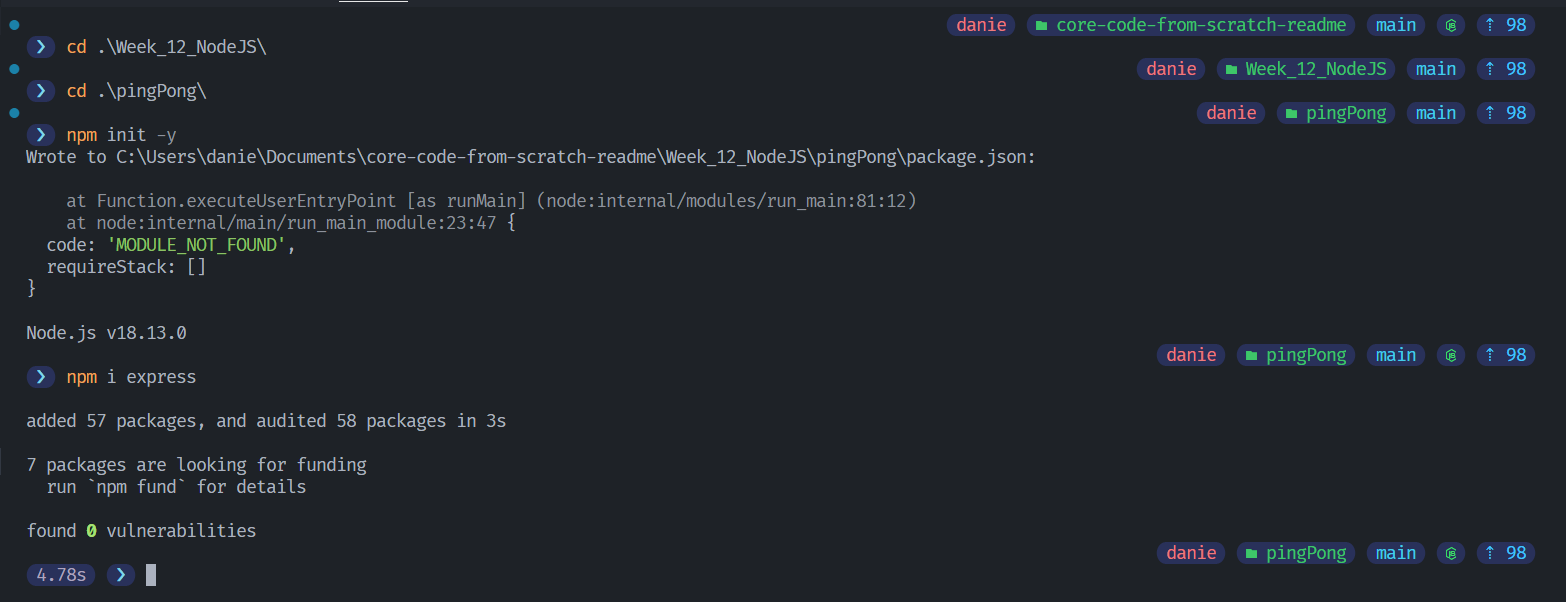 danie core-code-from-scratch-readme main ⇡ 98
❯ cd .\Week_12_NodeJS\
danie Week_12_NodeJS main ⇡ 98
❯ cd .\pingPong\
danie pingPong main ⇡ 98
❯ npm init -y
Wrote to C:\Users\danie\Documents\core-code-from-scratch-readme\Week_12_NodeJS\pingPong\package.json:
at Function.executeUserEntryPoint [as runMain] (node:internal/modules/run_main:81:12)
at node:internal/main/run_main_module:23:47 {
code: 'MODULE_NOT_FOUND',
requireStack: []
}
Node.js v18.13.0
danie pingPong main ⇡ 98
❯ npm i express
added 57 packages, and audited 58 packages in 3s
7 packages are looking for funding
run `npm fund` for details
found 0 vulnerabilities
danie pingPong main ⇡ 98
4.78s ❯